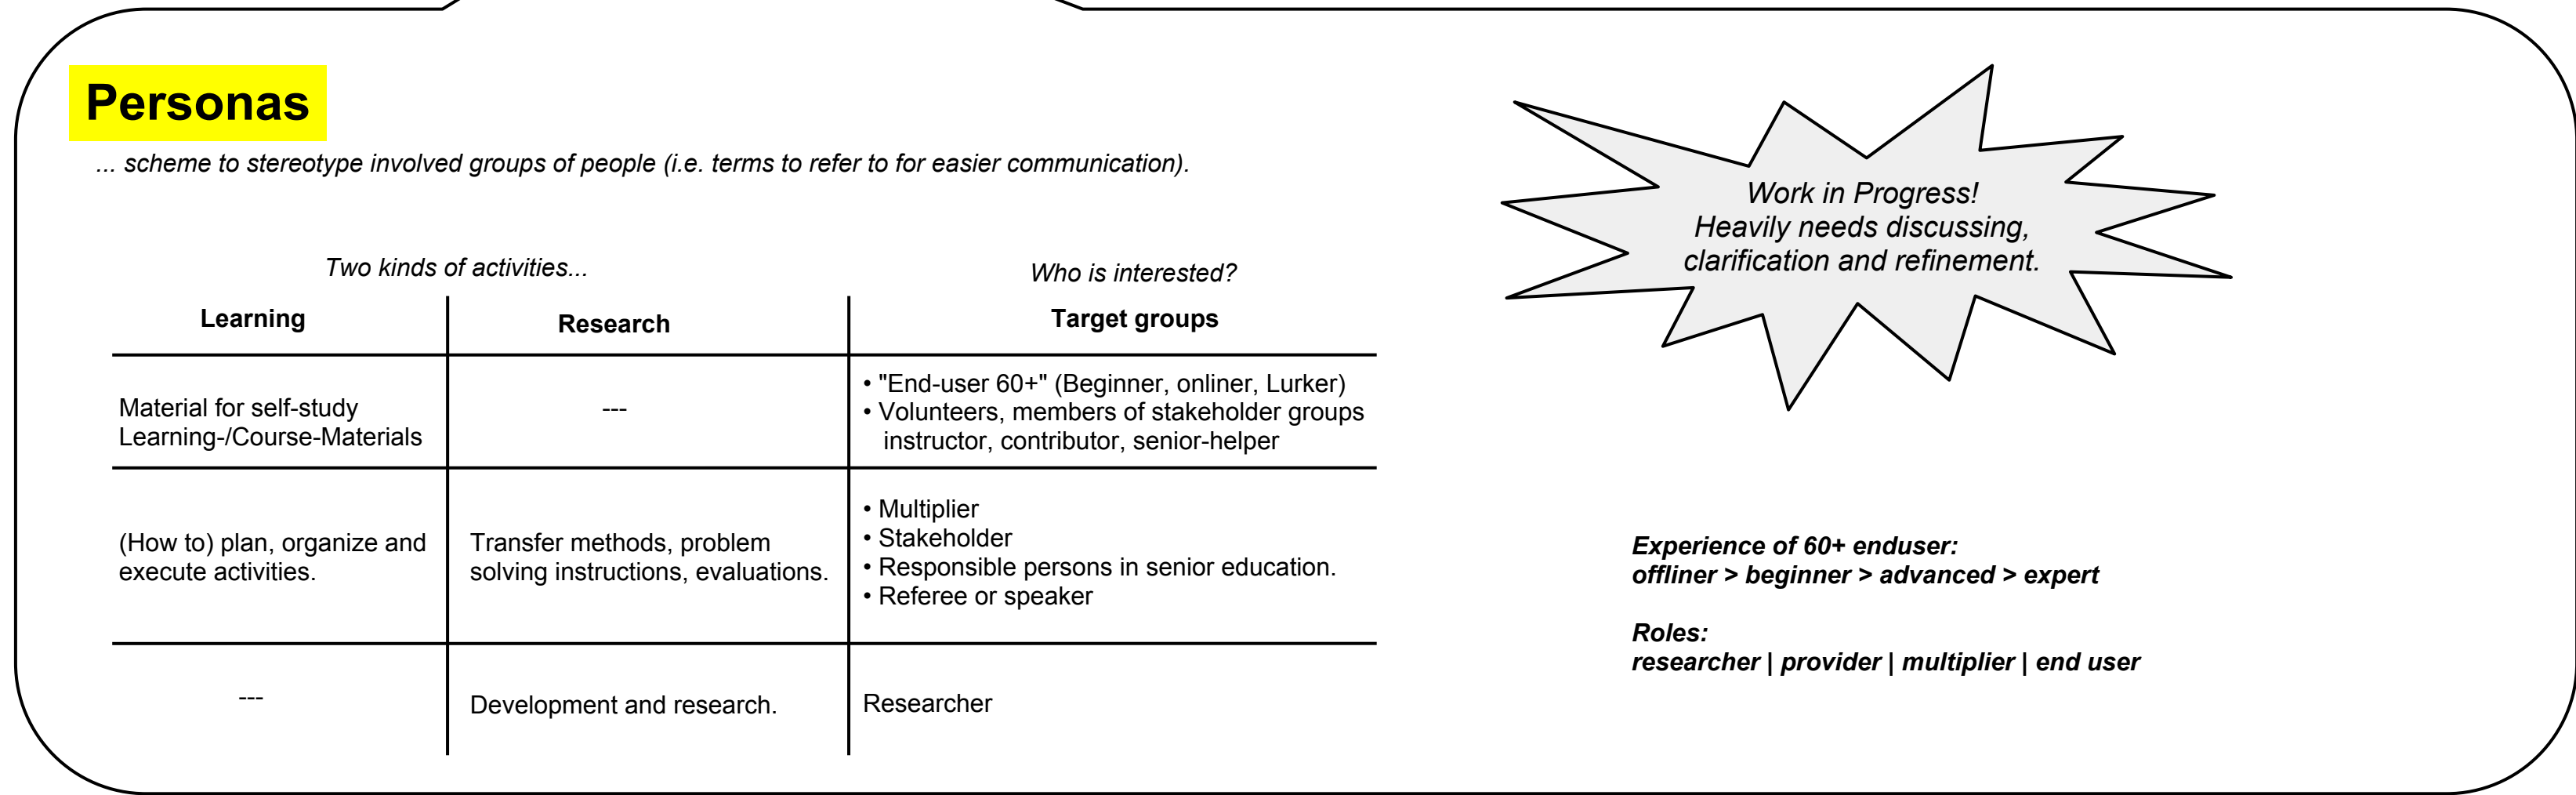 Personas
... scheme to stereotype involved groups of people (i.e. terms to refer to for easier communication).
Work in Progress!
Heavily needs discussing,
clarification and refinement.
Two kinds of activities...
Who is interested?
Learning
Research
Target groups
Material for self-study
Learning-/Course-Materials
---
• "End-user 60+" (Beginner, onliner, Lurker)
• Volunteers, members of stakeholder groups
instructor, contributor, senior-helper
(How to) plan, organize and
execute activities.
Transfer methods, problem
solving instructions, evaluations.
• Multiplier
• Stakeholder
• Responsible persons in senior education.
• Referee or speaker
---
Development and research.
Researcher
Experience of 60+ enduser:
offliner > beginner > advanced > expert
Roles:
researcher | provider | multiplier | end user